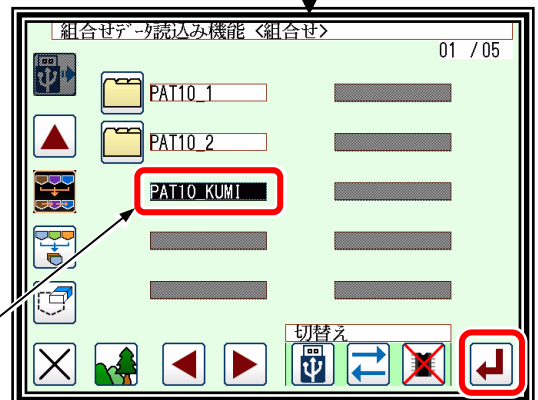 組合せデータ読込み機能 <組合せ>
01 / 05
PAT10_1
PAT10_2
PAT10_KUMI
切替え